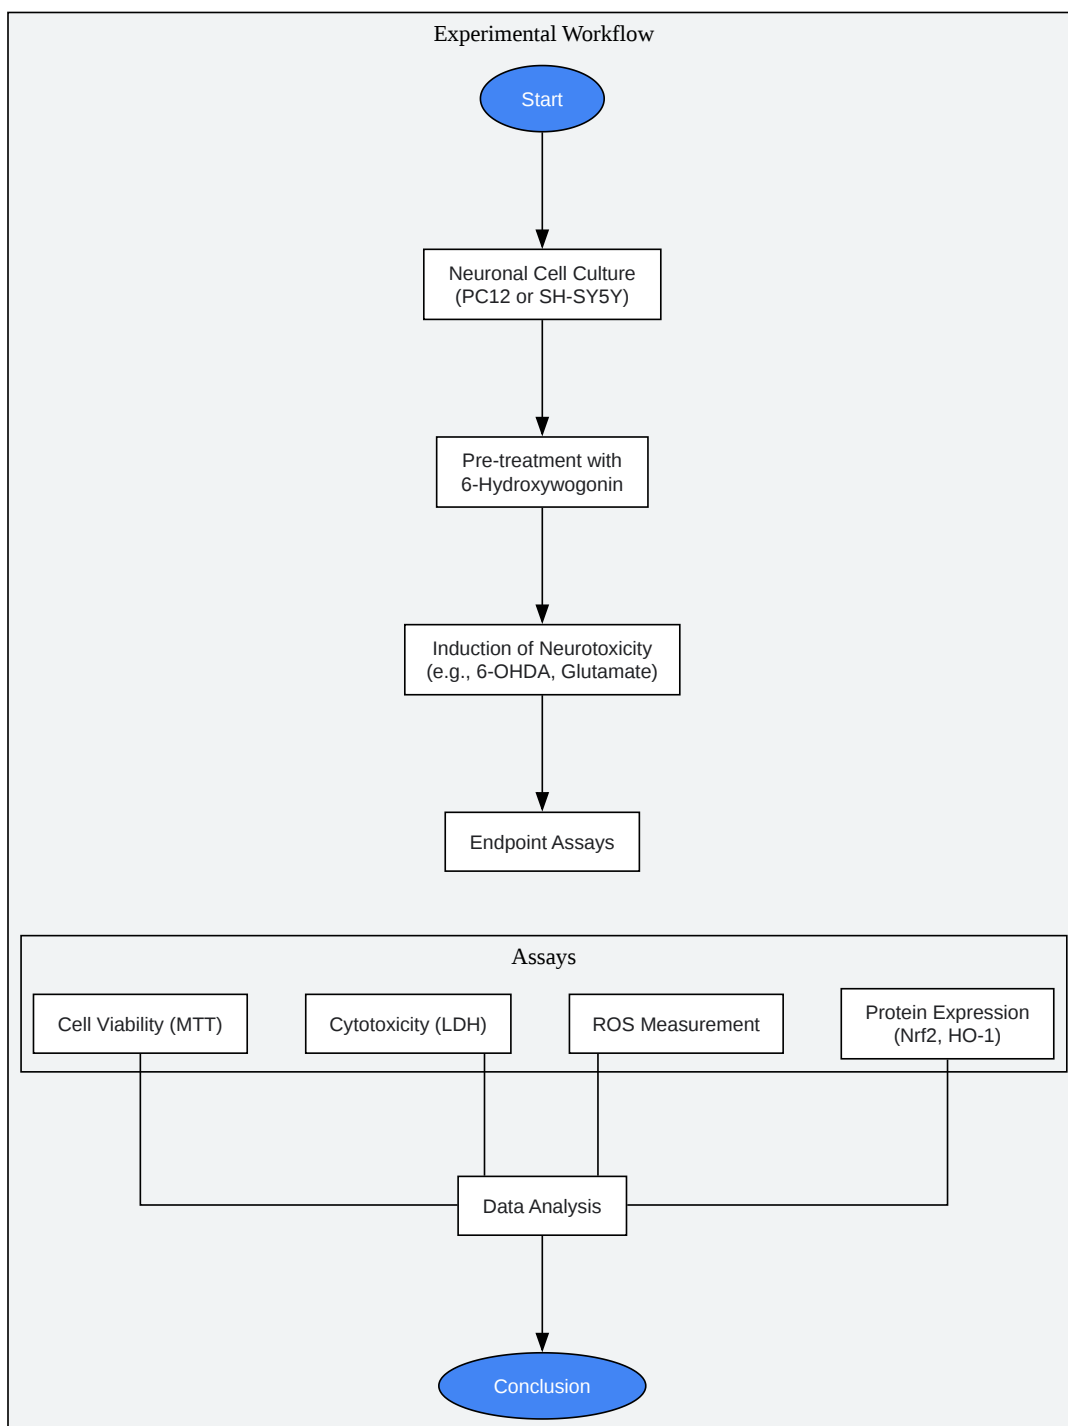 Experimental Workflow
Start
Neuronal Cell Culture
(PC12 or SH-SY5Y)
Pre-treatment with
6-Hydroxywogonin
Induction of Neurotoxicity
(e.g., 6-OHDA, Glutamate)
Endpoint Assays
Assays
Cell Viability (MTT)
Cytotoxicity (LDH)
ROS Measurement
Protein Expression
(Nrf2, HO-1)
Data Analysis
Conclusion